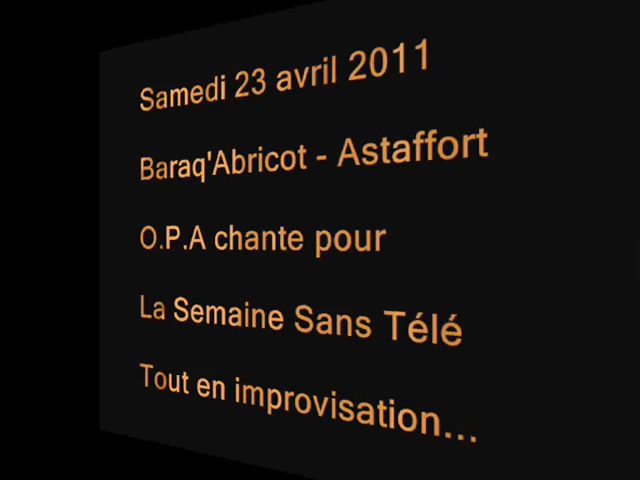 Samedi 23 avril 2011
Baraq'Abricot - Astaffort
O.P.A chante pour
La Semaine Sans Télé
Tout en improvisation...